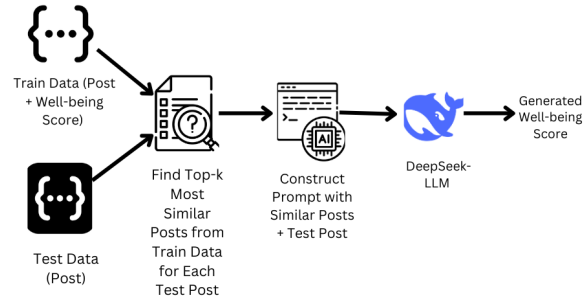 Train Data (Post
+ Well-being
Score)
Test Data
(Post)
Find Top-k
Most
Similar
Posts from
Train Data
for Each
Test Post
AI
Construct
Prompt with
Similar Posts
+ Test Post
DeepSeek-
LLM
Generated
Well-being
Score